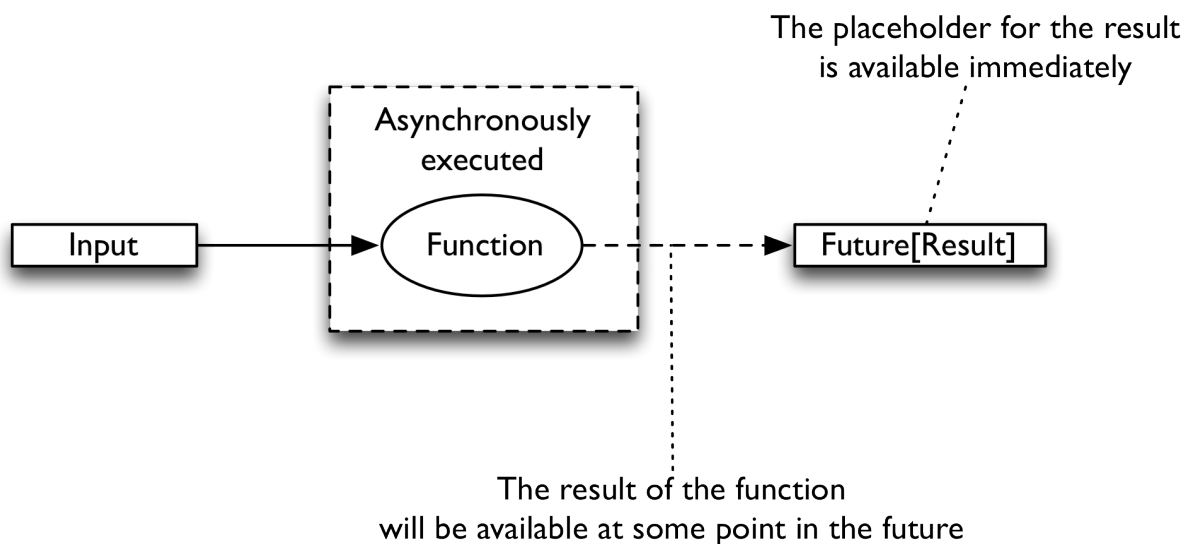 The placeholder for the result
is available immediately
Asynchronously
executed
Input
Function
Future[Result]
The result of the function
will be available at some point in the future